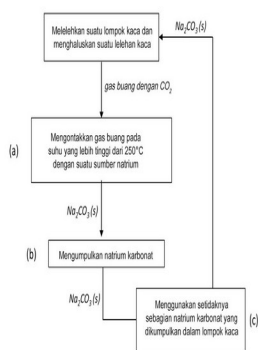 Melelehkan suatu lompok kaca dan
menghaluskan suatu lelehan kaca
Na₂CO₃(s)
gas buang dengan CO₂
(a)
Mengontakkan gas buang pada
suhu yang lebih tinggi dari 250°C
dengan suatu sumber natrium
Na₂CO₃(s)
(b)
Mengumpulkan natrium karbonat
Na₂CO₃(s)
Menggunakan setidaknya
sebagian natrium karbonat yang
dikumpulkan dalam lompok kaca
(c)